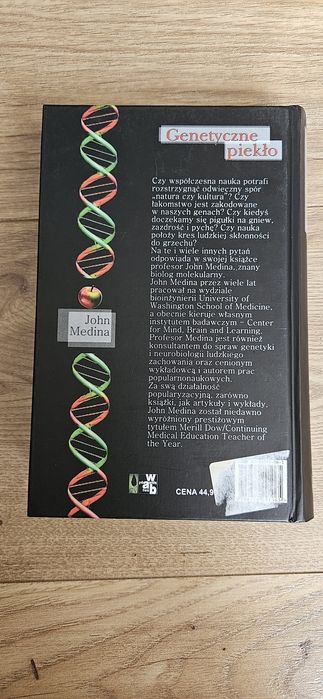 Genetyczne
piekło
Czy współczesna nauka potrafi
rozstrzygnąć odwieczny spór
„natura czy kultura”? Czy
łakomstwo jest zakodowane
w naszych genach? Czy kiedyś
doczekamy się pigułki na gniew,
zazdrość i pychę? Czy nauka
położy kres ludzkiej skłonności
do grzechu?
Na te i wiele innych pytań
odpowiada w swojej książce
profesor John Medina, znany
biolog molekularny.
John Medina przez wiele lat
pracował na wydziale
bioinżynierii University of
Washington School of Medicine,
a obecnie kieruje własnym
instytutem badawczym – Center
for Mind, Brain and Learning.
Profesor Medina jest również
konsultantem do spraw genetyki
i neurobiologii ludzkiego
zachowania oraz cenionym
wykładowcą i autorem prac
popularnonaukowych.
Za swą działalność
popularyzacyjną, zarówno
książki, jak artykuły i wykłady
John Medina został niedawno
wyróżniony prestiżowym
tytułem Merill Dow/Continuing
Medical Education Teacher of
the Year.
John
Medina
w
a
b
CENA 44,9